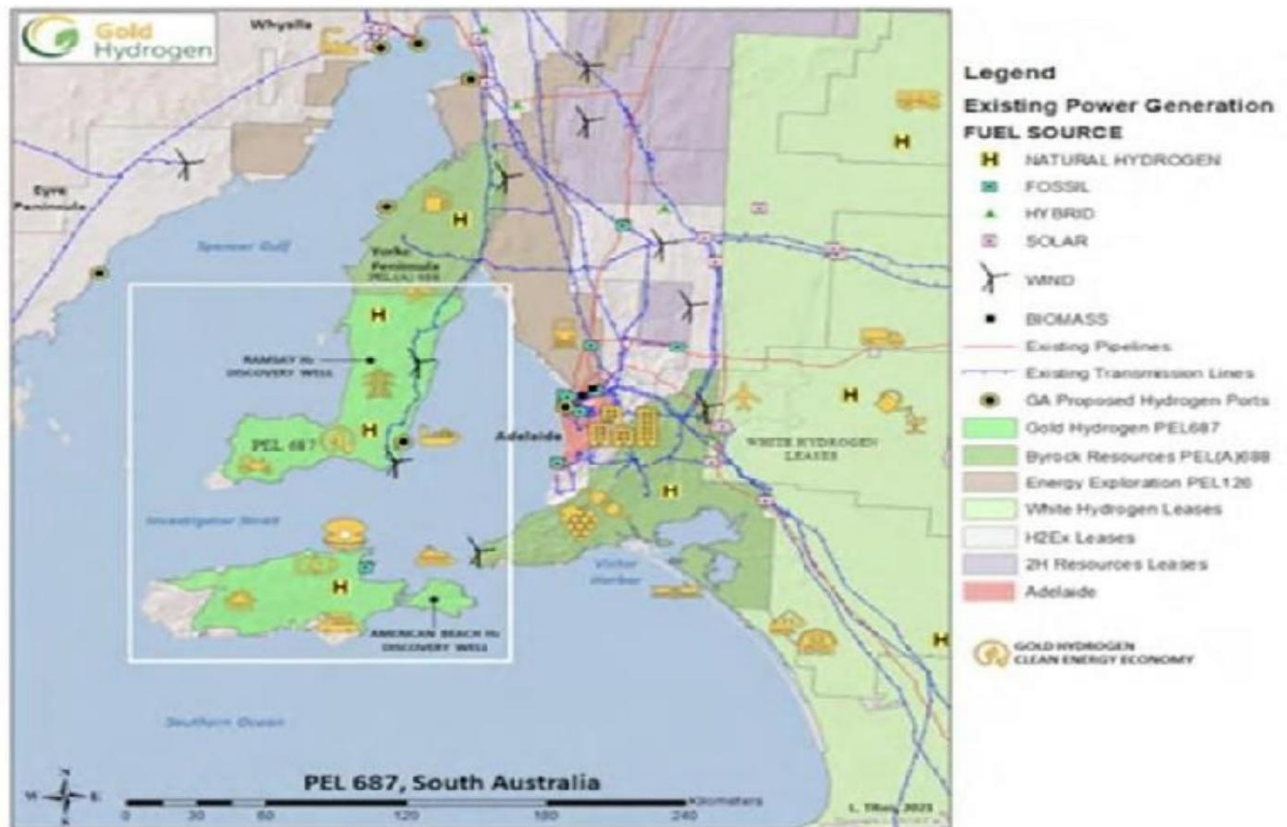 Gold
Hydrogen
Whyalla
Eyre
Peninsula
Spencer Gulf
Yorke
Peninsula
PEL(A) 688
RAMSAY H₂
DISCOVERY WELL
PEL 687
Adelaide
WHITE HYDROGEN
LEASES
Investigator Strait
Victor
Harbor
AMERICAN BEACH H₂
DISCOVERY WELL
Southern Ocean
N
W E
S
PEL 687, South Australia
0 30 60 120 180 240
Kilometers
Legend
Existing Power Generation
FUEL SOURCE
H NATURAL HYDROGEN
FOSSIL
HYBRID
SOLAR
WIND
BIOMASS
Existing Pipelines
Existing Transmission Lines
GA Proposed Hydrogen Ports
Gold Hydrogen PEL687
Byrock Resources PEL(A)688
Energy Exploration PEL126
White Hydrogen Leases
H2Ex Leases
2H Resources Leases
Adelaide
GOLD HYDROGEN
CLEAN ENERGY ECONOMY